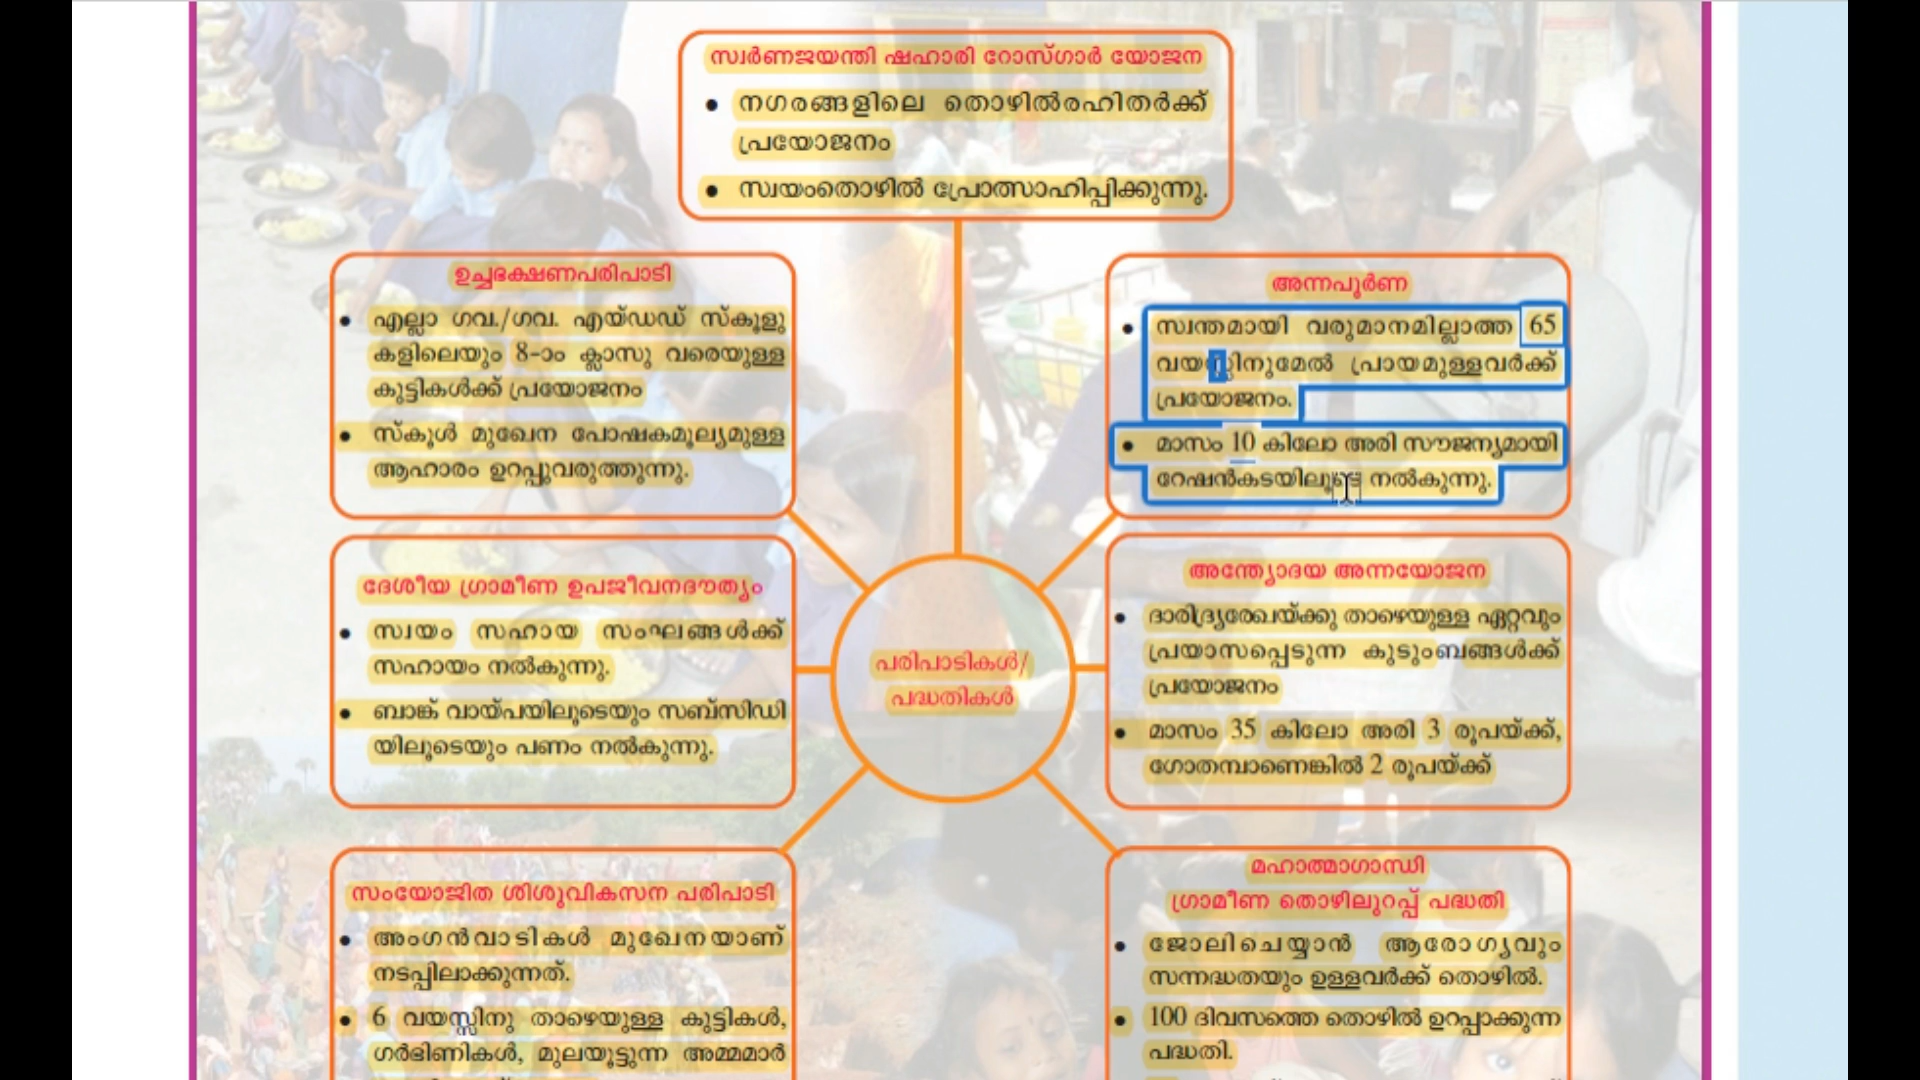 സ്വർണജയന്തി ഷഹാരി റോസ്ഗാർ യോജന
• നഗരങ്ങളിലെ തൊഴിൽരഹിതർക്ക്
പ്രയോജനം
• സ്വയംതൊഴിൽ പ്രോത്സാഹിപ്പിക്കുന്നു.
ഉച്ചഭക്ഷണപരിപാടി
• എല്ലാ ഗവ./ഗവ. എയ്ഡഡ് സ്കൂളു
കളിലെയും 8-ാം ക്ലാസു വരെയുള്ള
കുട്ടികൾക്ക് പ്രയോജനം
• സ്കൂൾ മുഖേന പോഷകമൂല്യമുള്ള
ആഹാരം ഉറപ്പുവരുത്തുന്നു.
അന്നപൂർണ
• സ്വന്തമായി വരുമാനമില്ലാത്ത 65
വയസ്സിനുമേൽ പ്രായമുള്ളവർക്ക്
പ്രയോജനം.
• മാസം 10 കിലോ അരി സൗജന്യമായി
റേഷൻകടയിലൂടെ നൽകുന്നു.
ദേശീയ ഗ്രാമീണ ഉപജീവനദൗത്യം
• സ്വയം സഹായ സംഘങ്ങൾക്ക്
സഹായം നൽകുന്നു.
• ബാങ്ക് വായ്പയിലൂടെയും സബ്സിഡി
യിലൂടെയും പണം നൽകുന്നു.
പരിപാടികൾ/
പദ്ധതികൾ
അന്ത്യോദയ അന്നയോജന
• ദാരിദ്ര്യരേഖയ്ക്കു താഴെയുള്ള ഏറ്റവും
പ്രയാസപ്പെടുന്ന കുടുംബങ്ങൾക്ക്
പ്രയോജനം
• മാസം 35 കിലോ അരി 3 രൂപയ്ക്ക്,
ഗോതമ്പാണെങ്കിൽ 2 രൂപയ്ക്ക്
സംയോജിത ശിശുവികസന പരിപാടി
• അംഗൻവാടികൾ മുഖേനയാണ്
നടപ്പിലാക്കുന്നത്.
• 6 വയസ്സിനു താഴെയുള്ള കുട്ടികൾ,
ഗർഭിണികൾ, മുലയൂട്ടുന്ന അമ്മമാർ
മഹാത്മാഗാന്ധി
ഗ്രാമീണ തൊഴിലുറപ്പ് പദ്ധതി
• ജോലിചെയ്യാൻ ആരോഗ്യവും
സന്നദ്ധതയും ഉള്ളവർക്ക് തൊഴിൽ.
• 100 ദിവസത്തെ തൊഴിൽ ഉറപ്പാക്കുന്ന
പദ്ധതി.